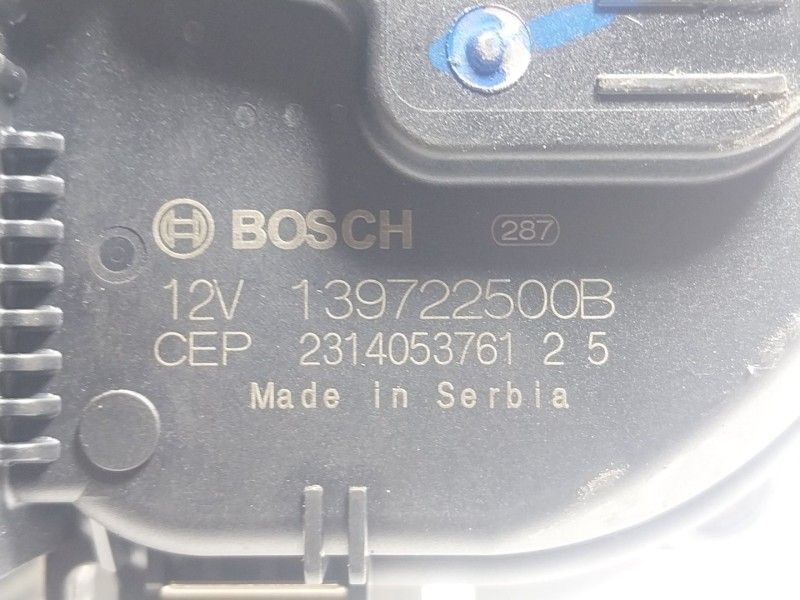 BOSCH 287
12V 139722500B
CEP 2314053761 2 5
Made in Serbia